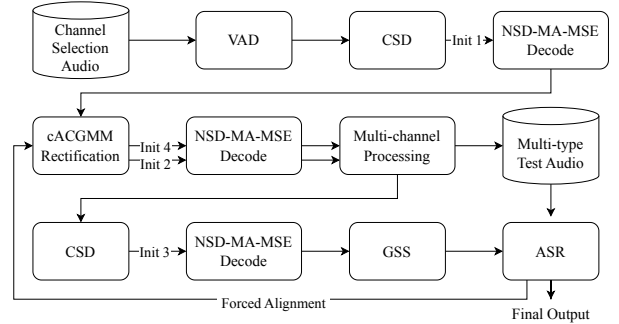 Channel
Selection
Audio
VAD
CSD
Init 1
NSD-MA-MSE
Decode
cACGMM
Rectification
Init 4
Init 2
NSD-MA-MSE
Decode
Multi-channel
Processing
Multi-type
Test Audio
CSD
Init 3
NSD-MA-MSE
Decode
GSS
ASR
Forced Alignment
Final Output